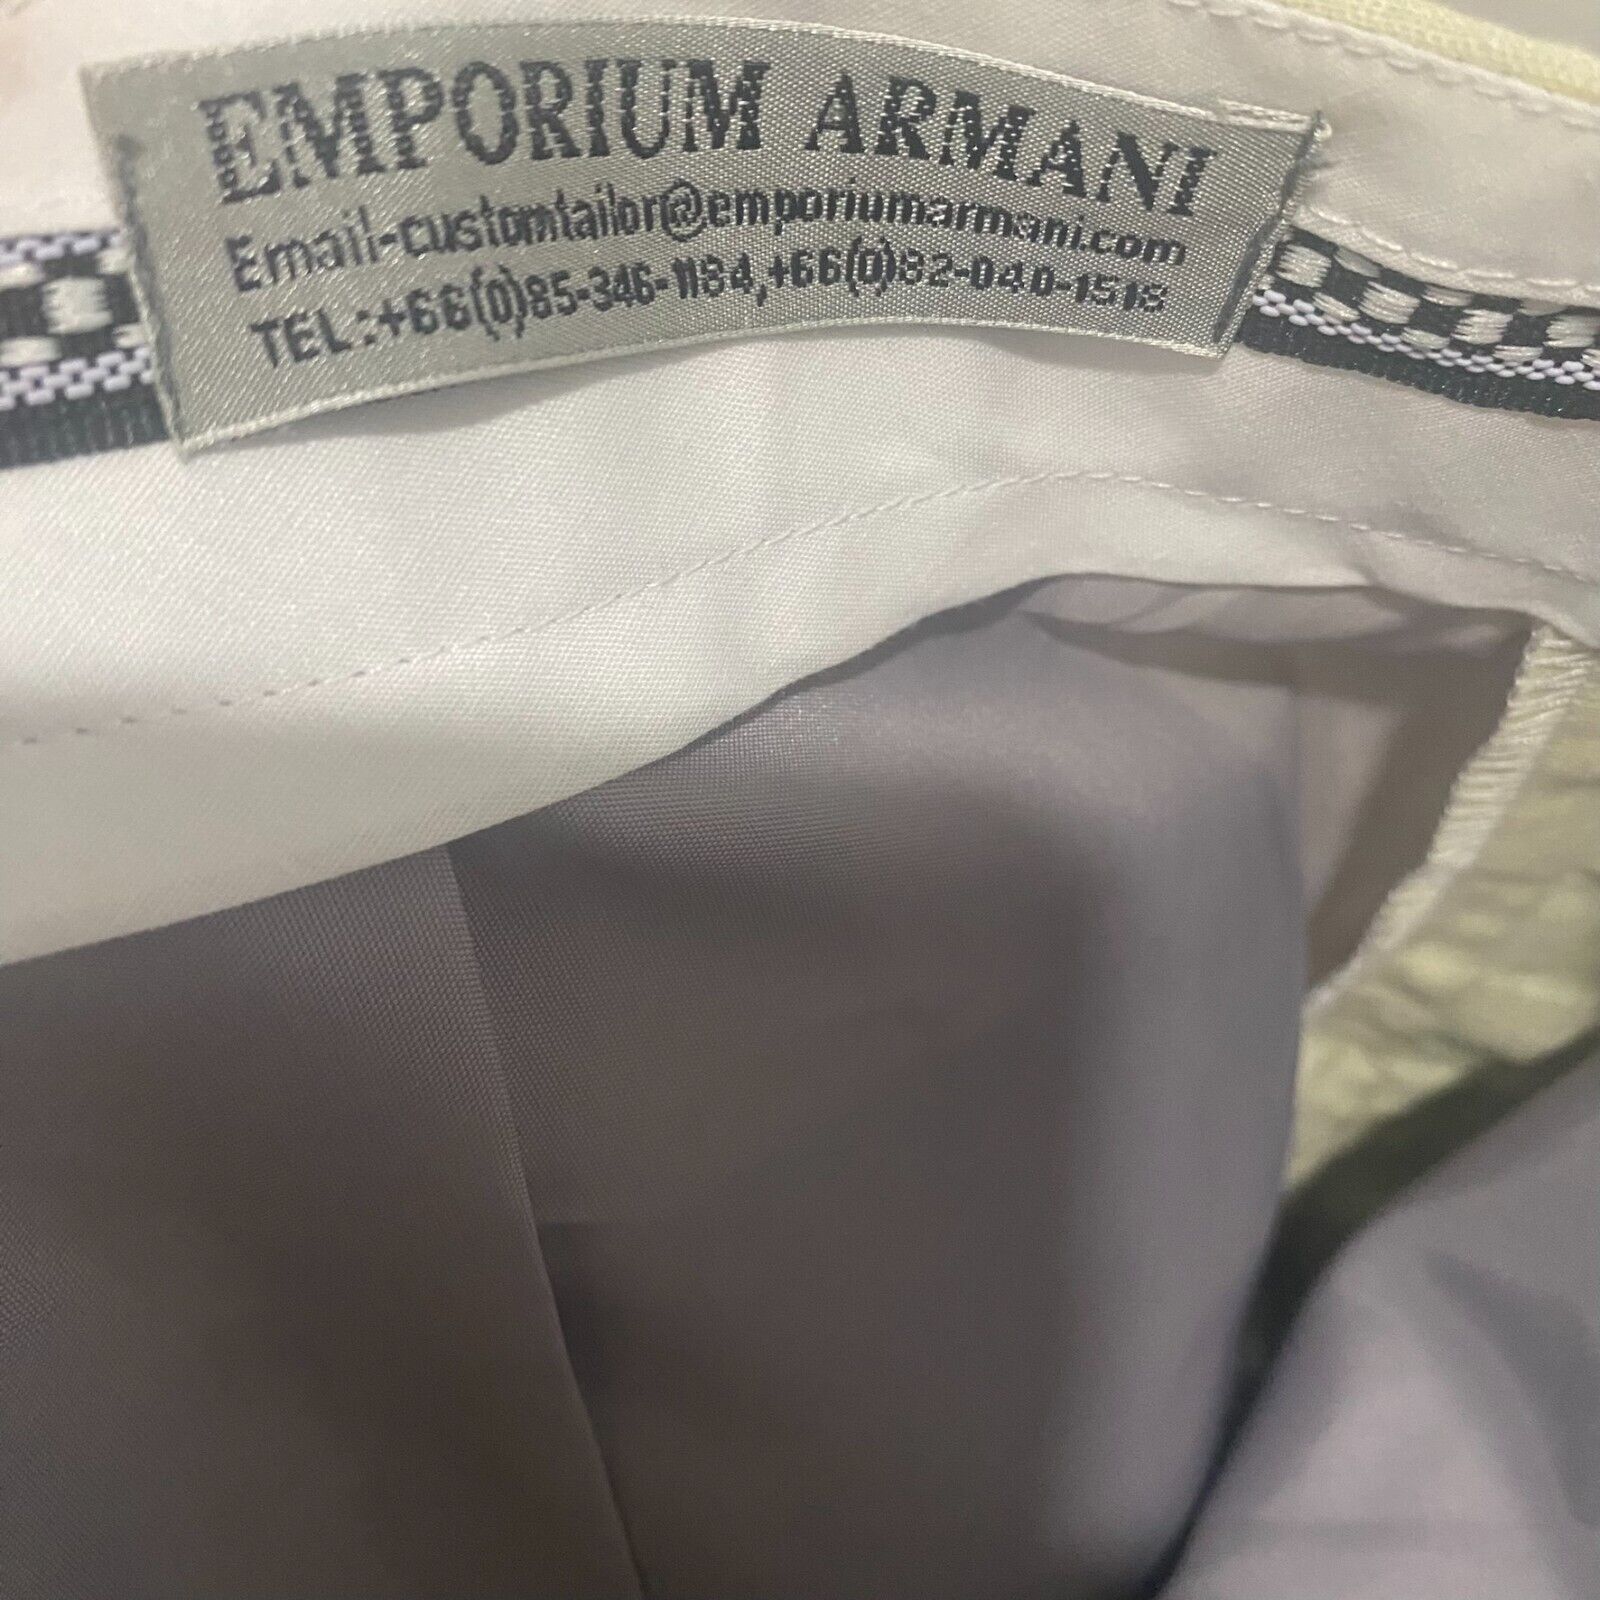 EMPORIUM ARMANI
Email-customtailor@emporiumarmani.com
TEL:+66(0)85-346-1184,+66(0)82-040-1518